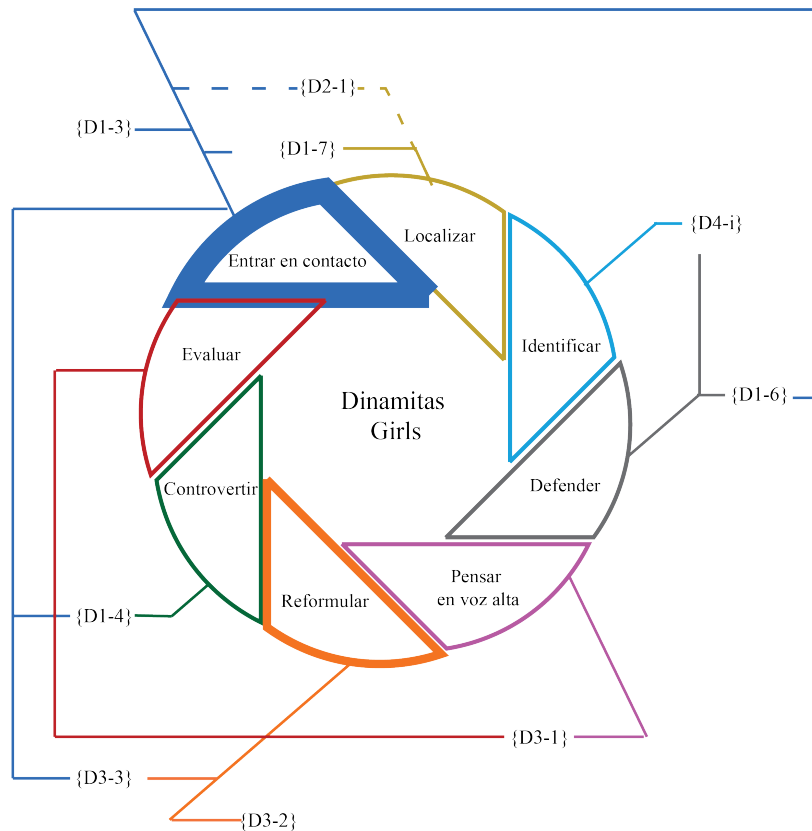 {D2-1}
{D1-3}
{D1-7}
Localizar
{D4-i}
Entrar en contacto
Identificar
Evaluar
Dinamitas
Girls
{D1-6}
Defender
Controvertir
Pensar
en voz alta
Reformular
{D1-4}
{D3-1}
{D3-3}
{D3-2}